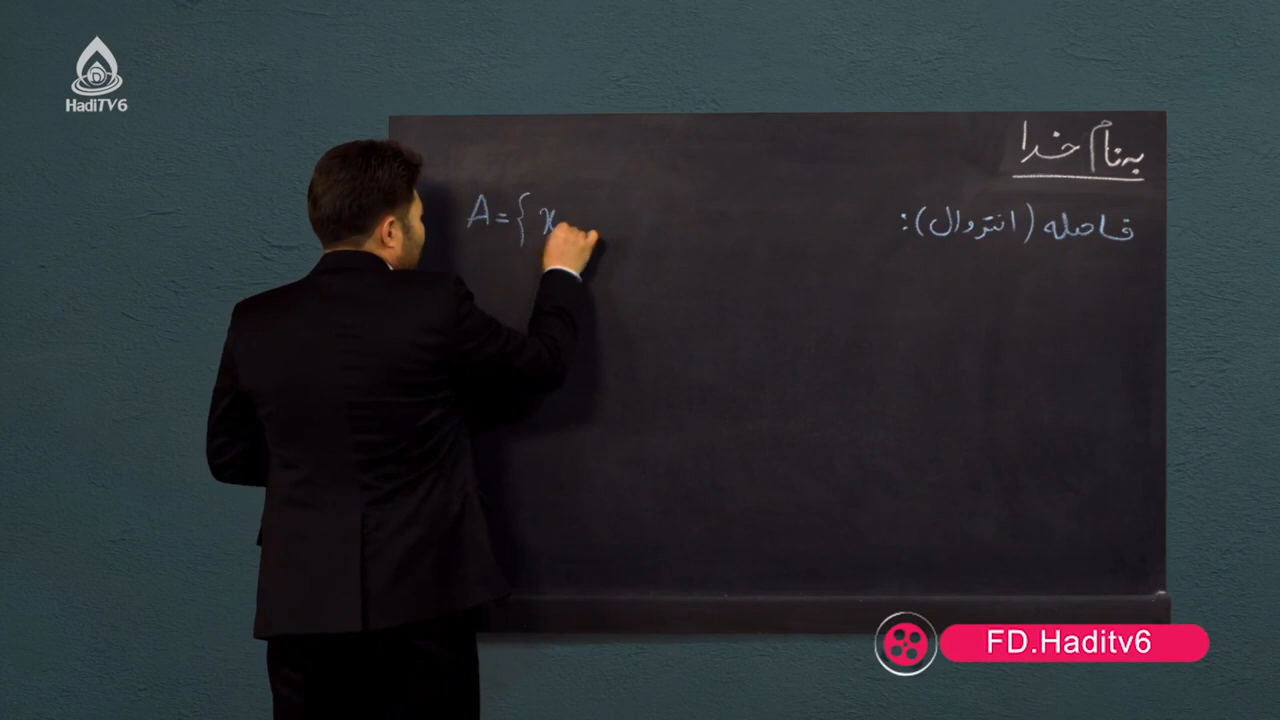 HadiTV6
به نام خدا
فاصله (انتروال):
A = { x
FD.Haditv6